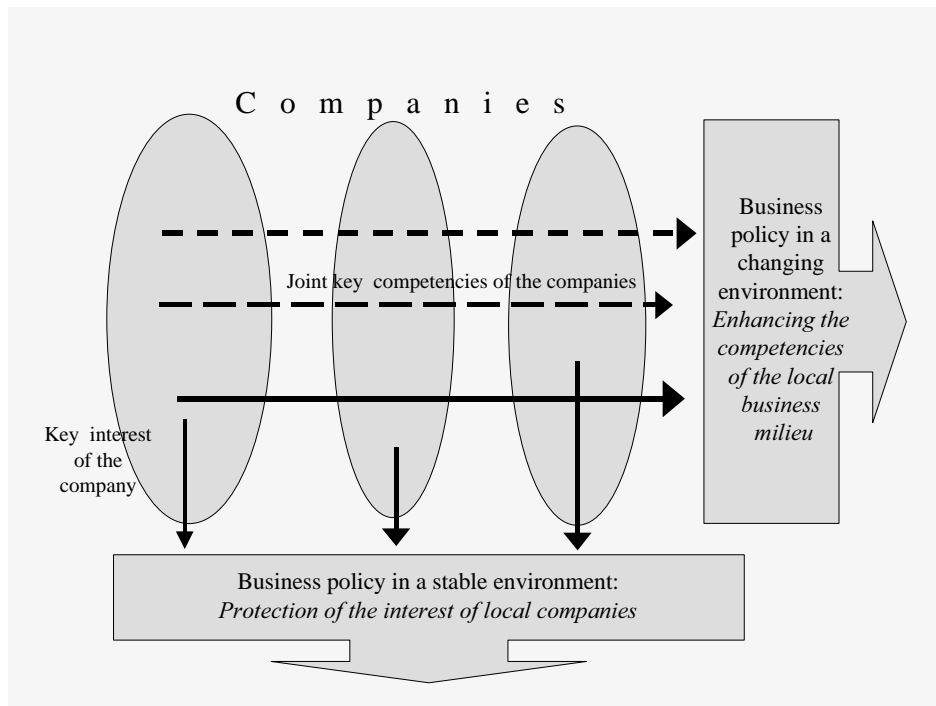 Companies
Joint key competencies of the companies
Business
policy in a
changing
environment:
Enhancing the
competencies
of the local
business
milieu
Key interest
of the
company
Business policy in a stable environment:
Protection of the interest of local companies